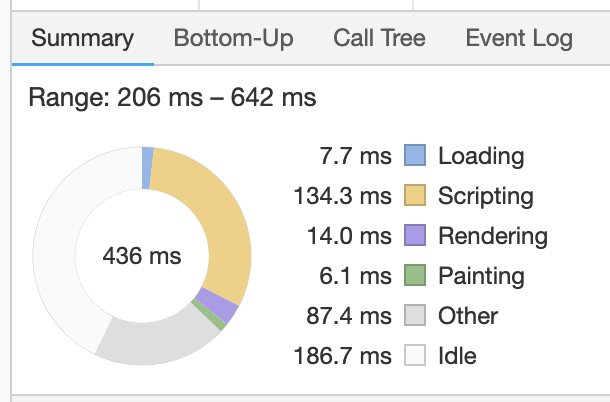 Summary Bottom-Up Call Tree Event Log
Range: 206 ms – 642 ms
436 ms
7.7 ms Loading
134.3 ms Scripting
14.0 ms Rendering
6.1 ms Painting
87.4 ms Other
186.7 ms Idle